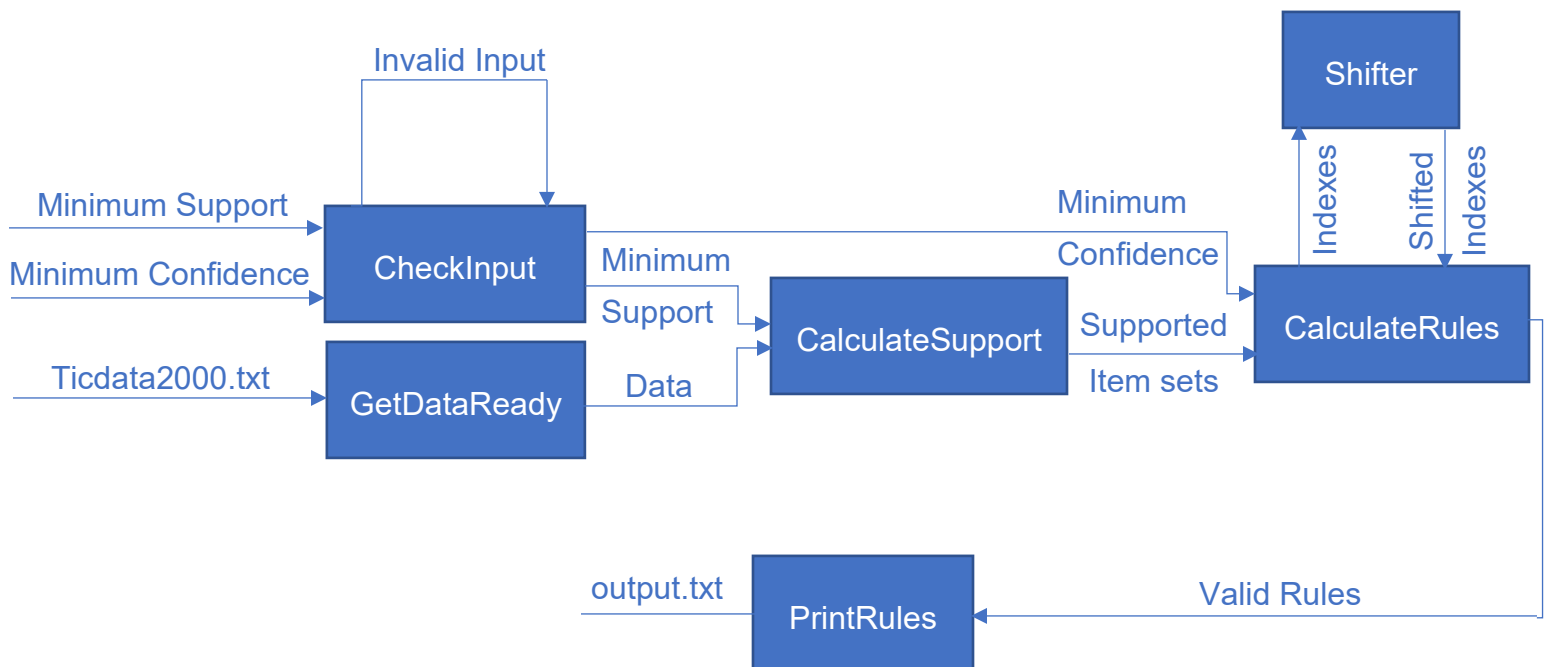 Invalid Input
Shifter
Indexes
Shifted
Indexes
Minimum Support
Minimum Confidence
CheckInput
Minimum
Support
Minimum
Confidence
Ticdata2000.txt
GetDataReady
Data
CalculateSupport
Supported
Item sets
CalculateRules
output.txt
PrintRules
Valid Rules